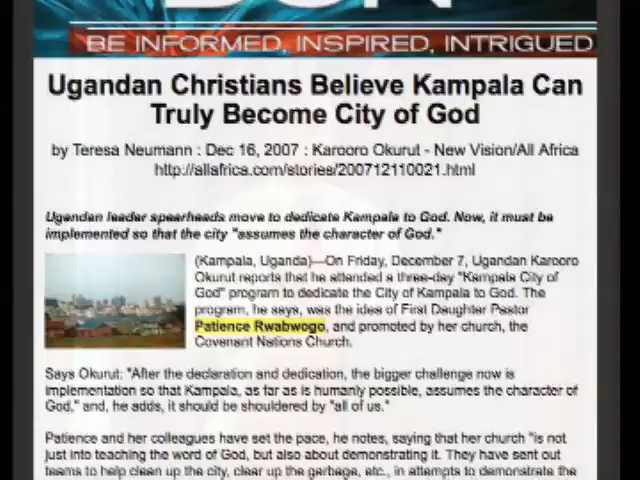 BE INFORMED, INSPIRED, INTRIGUED
Ugandan Christians Believe Kampala Can
Truly Become City of God
by Teresa Neumann : Dec 16, 2007 : Karooro Okurut - New Vision/All Africa
http://allafrica.com/stories/200712110021.html
Ugandan leader spearheads move to dedicate Kampala to God. Now, it must be
implemented so that the city "assumes the character of God."
(Kampala, Uganda)—On Friday, December 7, Ugandan Karooro
Okurut reports that he attended a three-day "Kampala City of
God" program to dedicate the City of Kampala to God. The
program, he says, was the idea of First Daughter Pastor
Patience Rwabwogo, and promoted by her church, the
Covenant Nations Church.
Says Okurut: "After the declaration and dedication, the bigger challenge now is
implementation so that Kampala, as far as is humanly possible, assumes the character of
God," and, he adds, it should be shouldered by "all of us."
Patience and her colleagues have set the pace, he notes, saying that her church "is not
just into teaching the word of God, but also about demonstrating it. They have sent out
teams to help clean up the city, clear up the garbage, etc., in attempts to demonstrate the